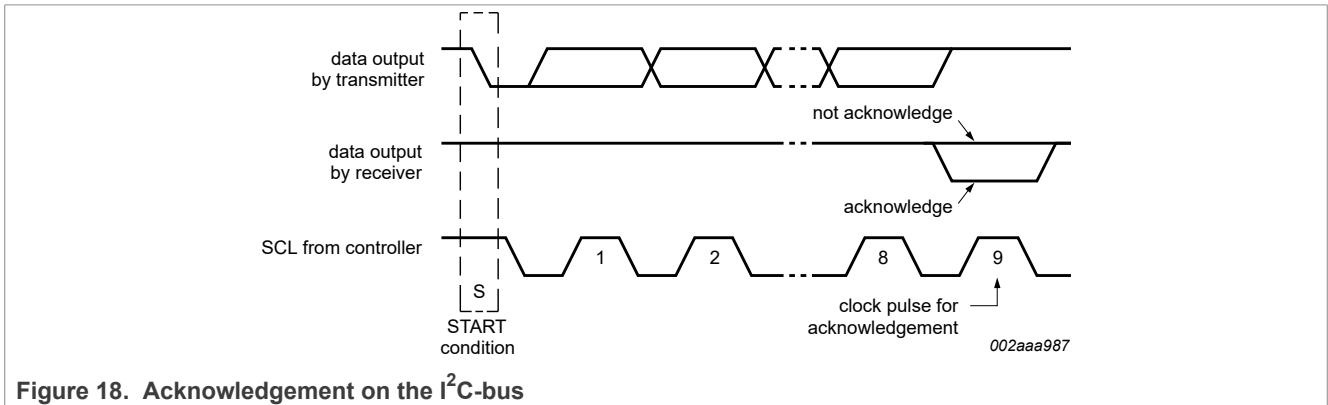 data output
by transmitter
not acknowledge
data output
by receiver
acknowledge
SCL from controller
1
2
8
9
S
START
condition
clock pulse for
acknowledgement
002aaa987
Figure 18. Acknowledgement on the I²C-bus